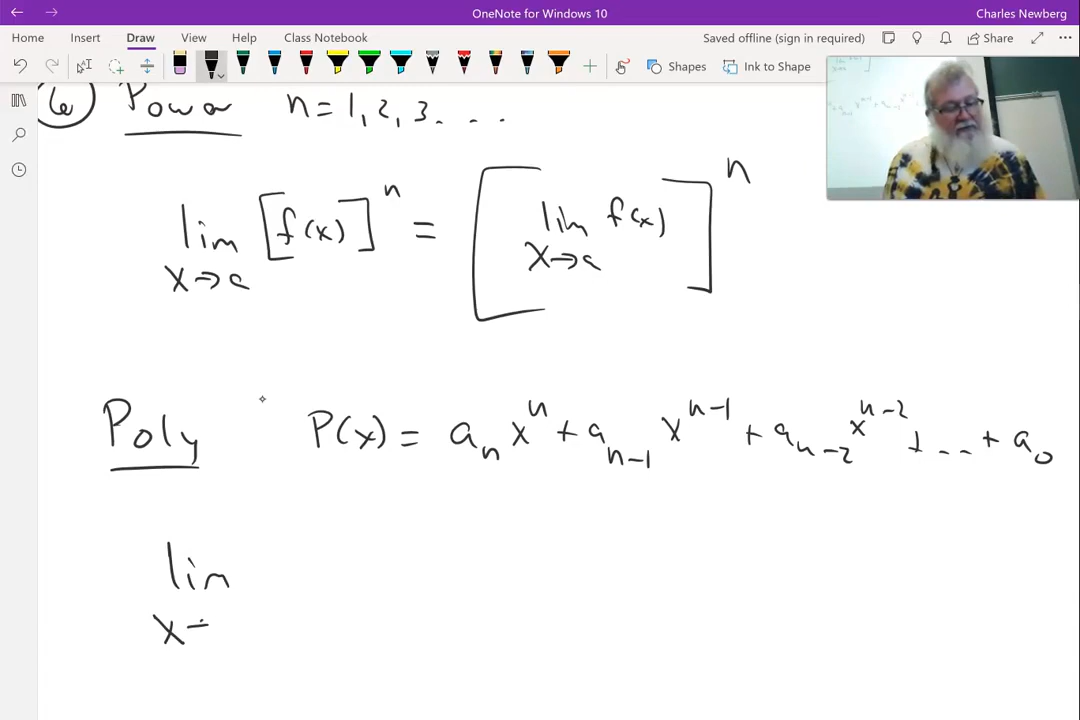 OneNote for Windows 10
Charles Newberg
Home Insert Draw View Help Class Notebook
Saved offline (sign in required)
Share
Shapes
Ink to Shape
6 Power n = 1, 2, 3. . . .
lim x→a [f(x)]^n = [lim x→a f(x)]^n
Poly P(x) = a_n x^n + a_{n-1} x^{n-1} + a_{n-2} x^{n-2} + ... + a_0
lim
x-